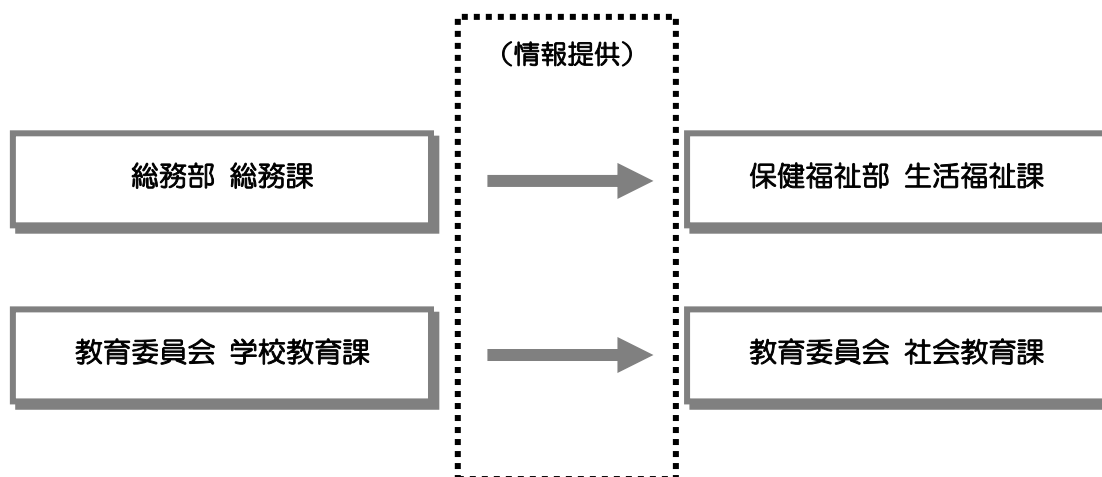 (情報提供)
総務部 総務課
保健福祉部 生活福祉課
教育委員会 学校教育課
教育委員会 社会教育課